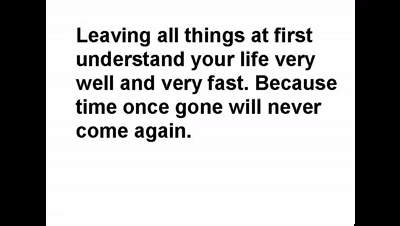 Leaving all things at first
understand your life very
well and very fast. Because
time once gone will never
come again.